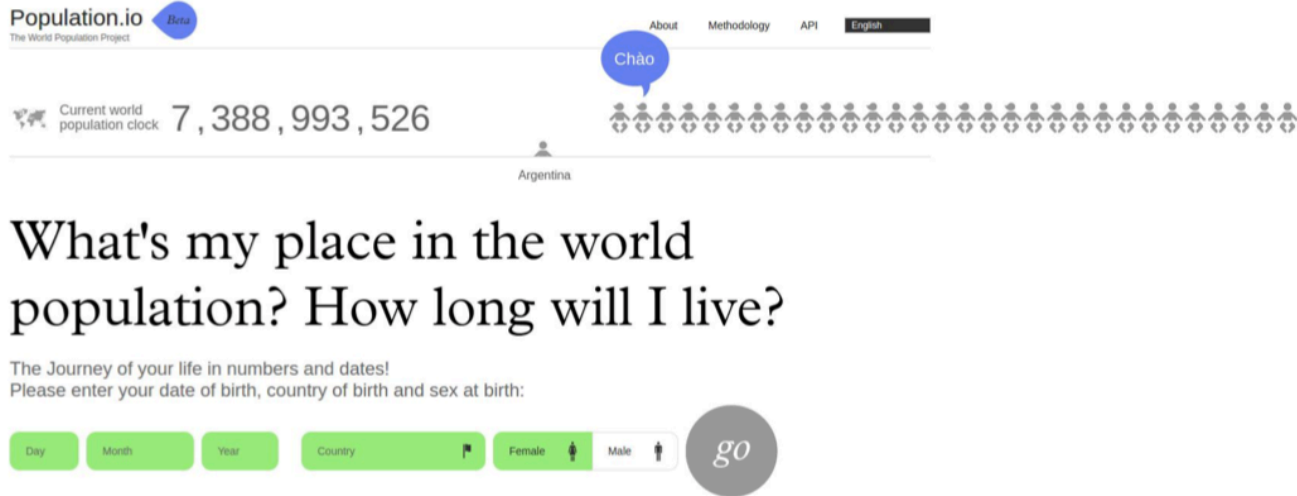 Population.io
Beta
The World Population Project
About Methodology API English
Chào
Current world
population clock 7,388,993,526
Argentina
What's my place in the world
population? How long will I live?
The Journey of your life in numbers and dates!
Please enter your date of birth, country of birth and sex at birth:
Day Month Year Country Female Male go